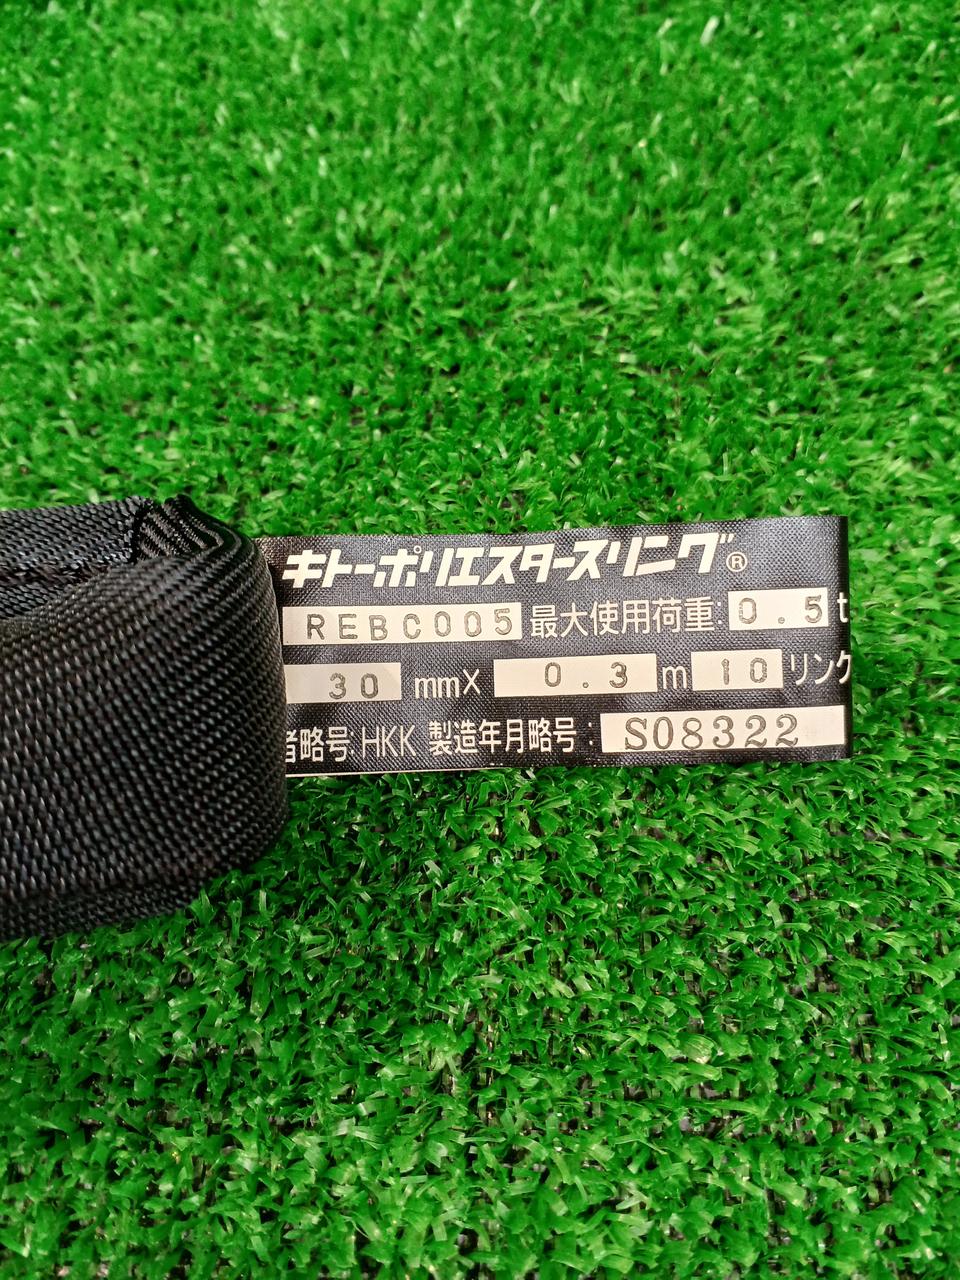 キトーポリエスタースリング®
REBC005 最大使用荷重: 0.5t
30 mm× 0.3 m 10 リンク
者略号: HKK 製造年月略号: S08322